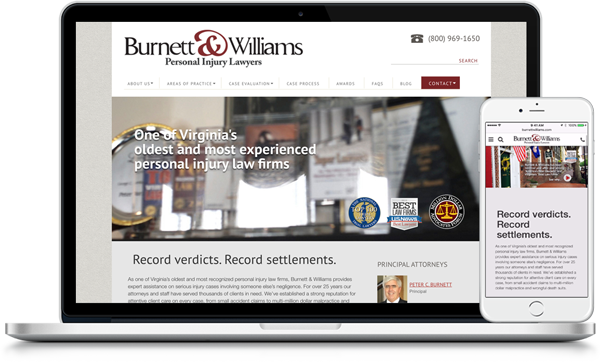 Burnett & Williams
Personal Injury Lawyers
(800) 969-1650
SEARCH
ABOUT US
AREAS OF PRACTICE
CASE EVALUATION
CASE PROCESS
AWARDS
FAQS
BLOG
CONTACT
One of Virginia's
oldest and most experienced
personal injury law firms
BEST
LAW FIRMS
U.S.News
Record verdicts. Record settlements.
As one of Virginia's oldest and most recognized personal injury law firms, Burnett & Williams provides
expert assistance on serious injury cases involving someone else's negligence. For over 25 years our
attorneys and staff have served thousands of clients in need. We've established a strong reputation for
attentive client care on every case, from small accident claims to multi-million dollar malpractice and
PRINCIPAL ATTORNEYS
PETER C. BURNETT
Principal
9:41 AM
burnettwilliams.com
Burnett & Williams
Personal Injury Lawyers
Record verdicts.
Record
settlements.
As one of Virginia's oldest and most recognized
personal injury law firms, Burnett & Williams
provides expert assistance on serious injury cases
involving someone else's negligence. For over 25
years our attorneys and staff have served
thousands of clients in need. We've established a
strong reputation for attentive client care on every
case, from small accident claims to multi-million
dollar malpractice and wrongful death suits.